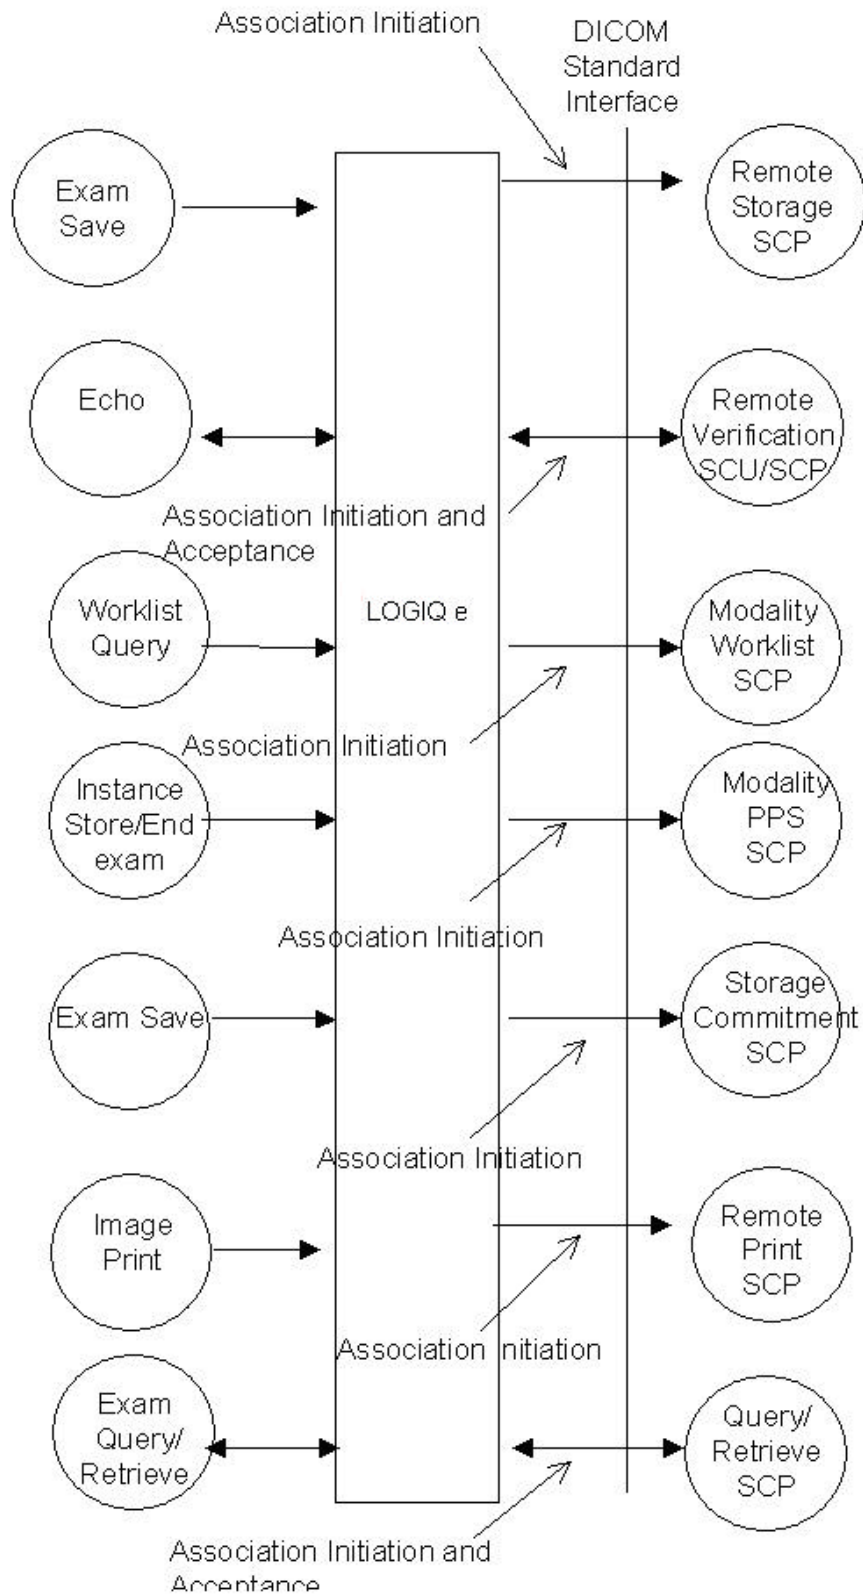 Association Initiation
DICOM
Standard
Interface
Exam
Save
Remote
Storage
SCP
Echo
Remote
Verification
SCU/SCP
Association Initiation and
Acceptance
Worklist
Query
LOGIQ e
Modality
Worklist
SCP
Association Initiation
Instance
Store/End
exam
Modality
PPS
SCP
Association Initiation
Exam Save
Storage
Commitment
SCP
Association Initiation
Image
Print
Remote
Print
SCP
Association Initiation
Exam
Query/
Retrieve
Query/
Retrieve
SCP
Association Initiation and
Acceptance